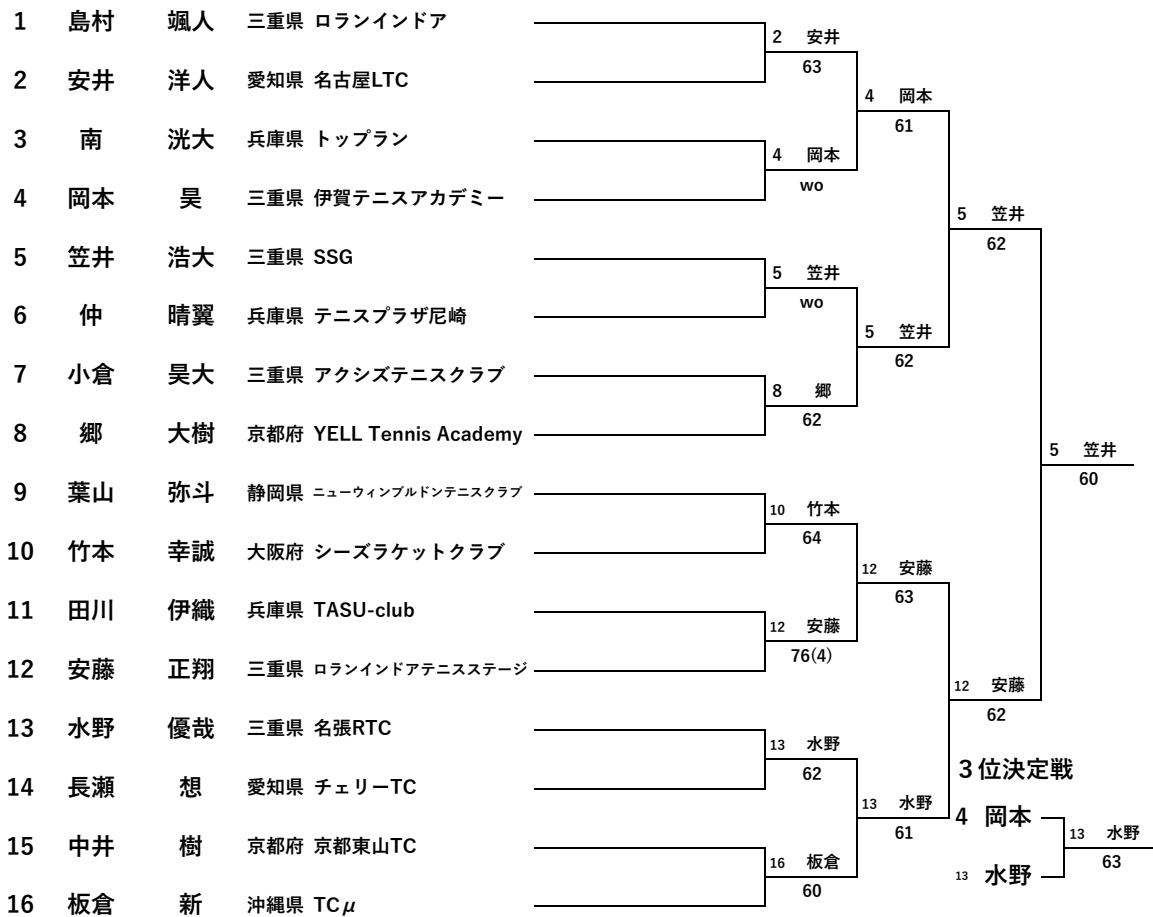 1 島村 颯人 三重県 ロランインドア
2 安井 洋人 愛知県 名古屋LTC
3 南 洸大 兵庫県 トップラン
4 岡本 昊 三重県 伊賀テニスアカデミー
5 笠井 浩大 三重県 SSG
6 仲 晴翼 兵庫県 テニスプラザ尼崎
7 小倉 昊大 三重県 アクシズテニスクラブ
8 郷 大樹 京都府 YELL Tennis Academy
9 葉山 弥斗 静岡県 ニューウィンブルドンテニスクラブ
10 竹本 幸誠 大阪府 シーズラケットクラブ
11 田川 伊織 兵庫県 TASU-club
12 安藤 正翔 三重県 ロランインドアテニスステージ
13 水野 優哉 三重県 名張RTC
14 長瀬 想 愛知県 チェリーTC
15 中井 樹 京都府 京都東山TC
16 板倉 新 沖縄県 TCμ
2 安井
63
4 岡本
wo
5 笠井
wo
8 郷
62
10 竹本
64
12 安藤
76(4)
13 水野
62
16 板倉
60
4 岡本
61
5 笠井
62
12 安藤
63
13 水野
61
5 笠井
62
12 安藤
62
5 笠井
60
３位決定戦
4 岡本
13 水野
13 水野
63